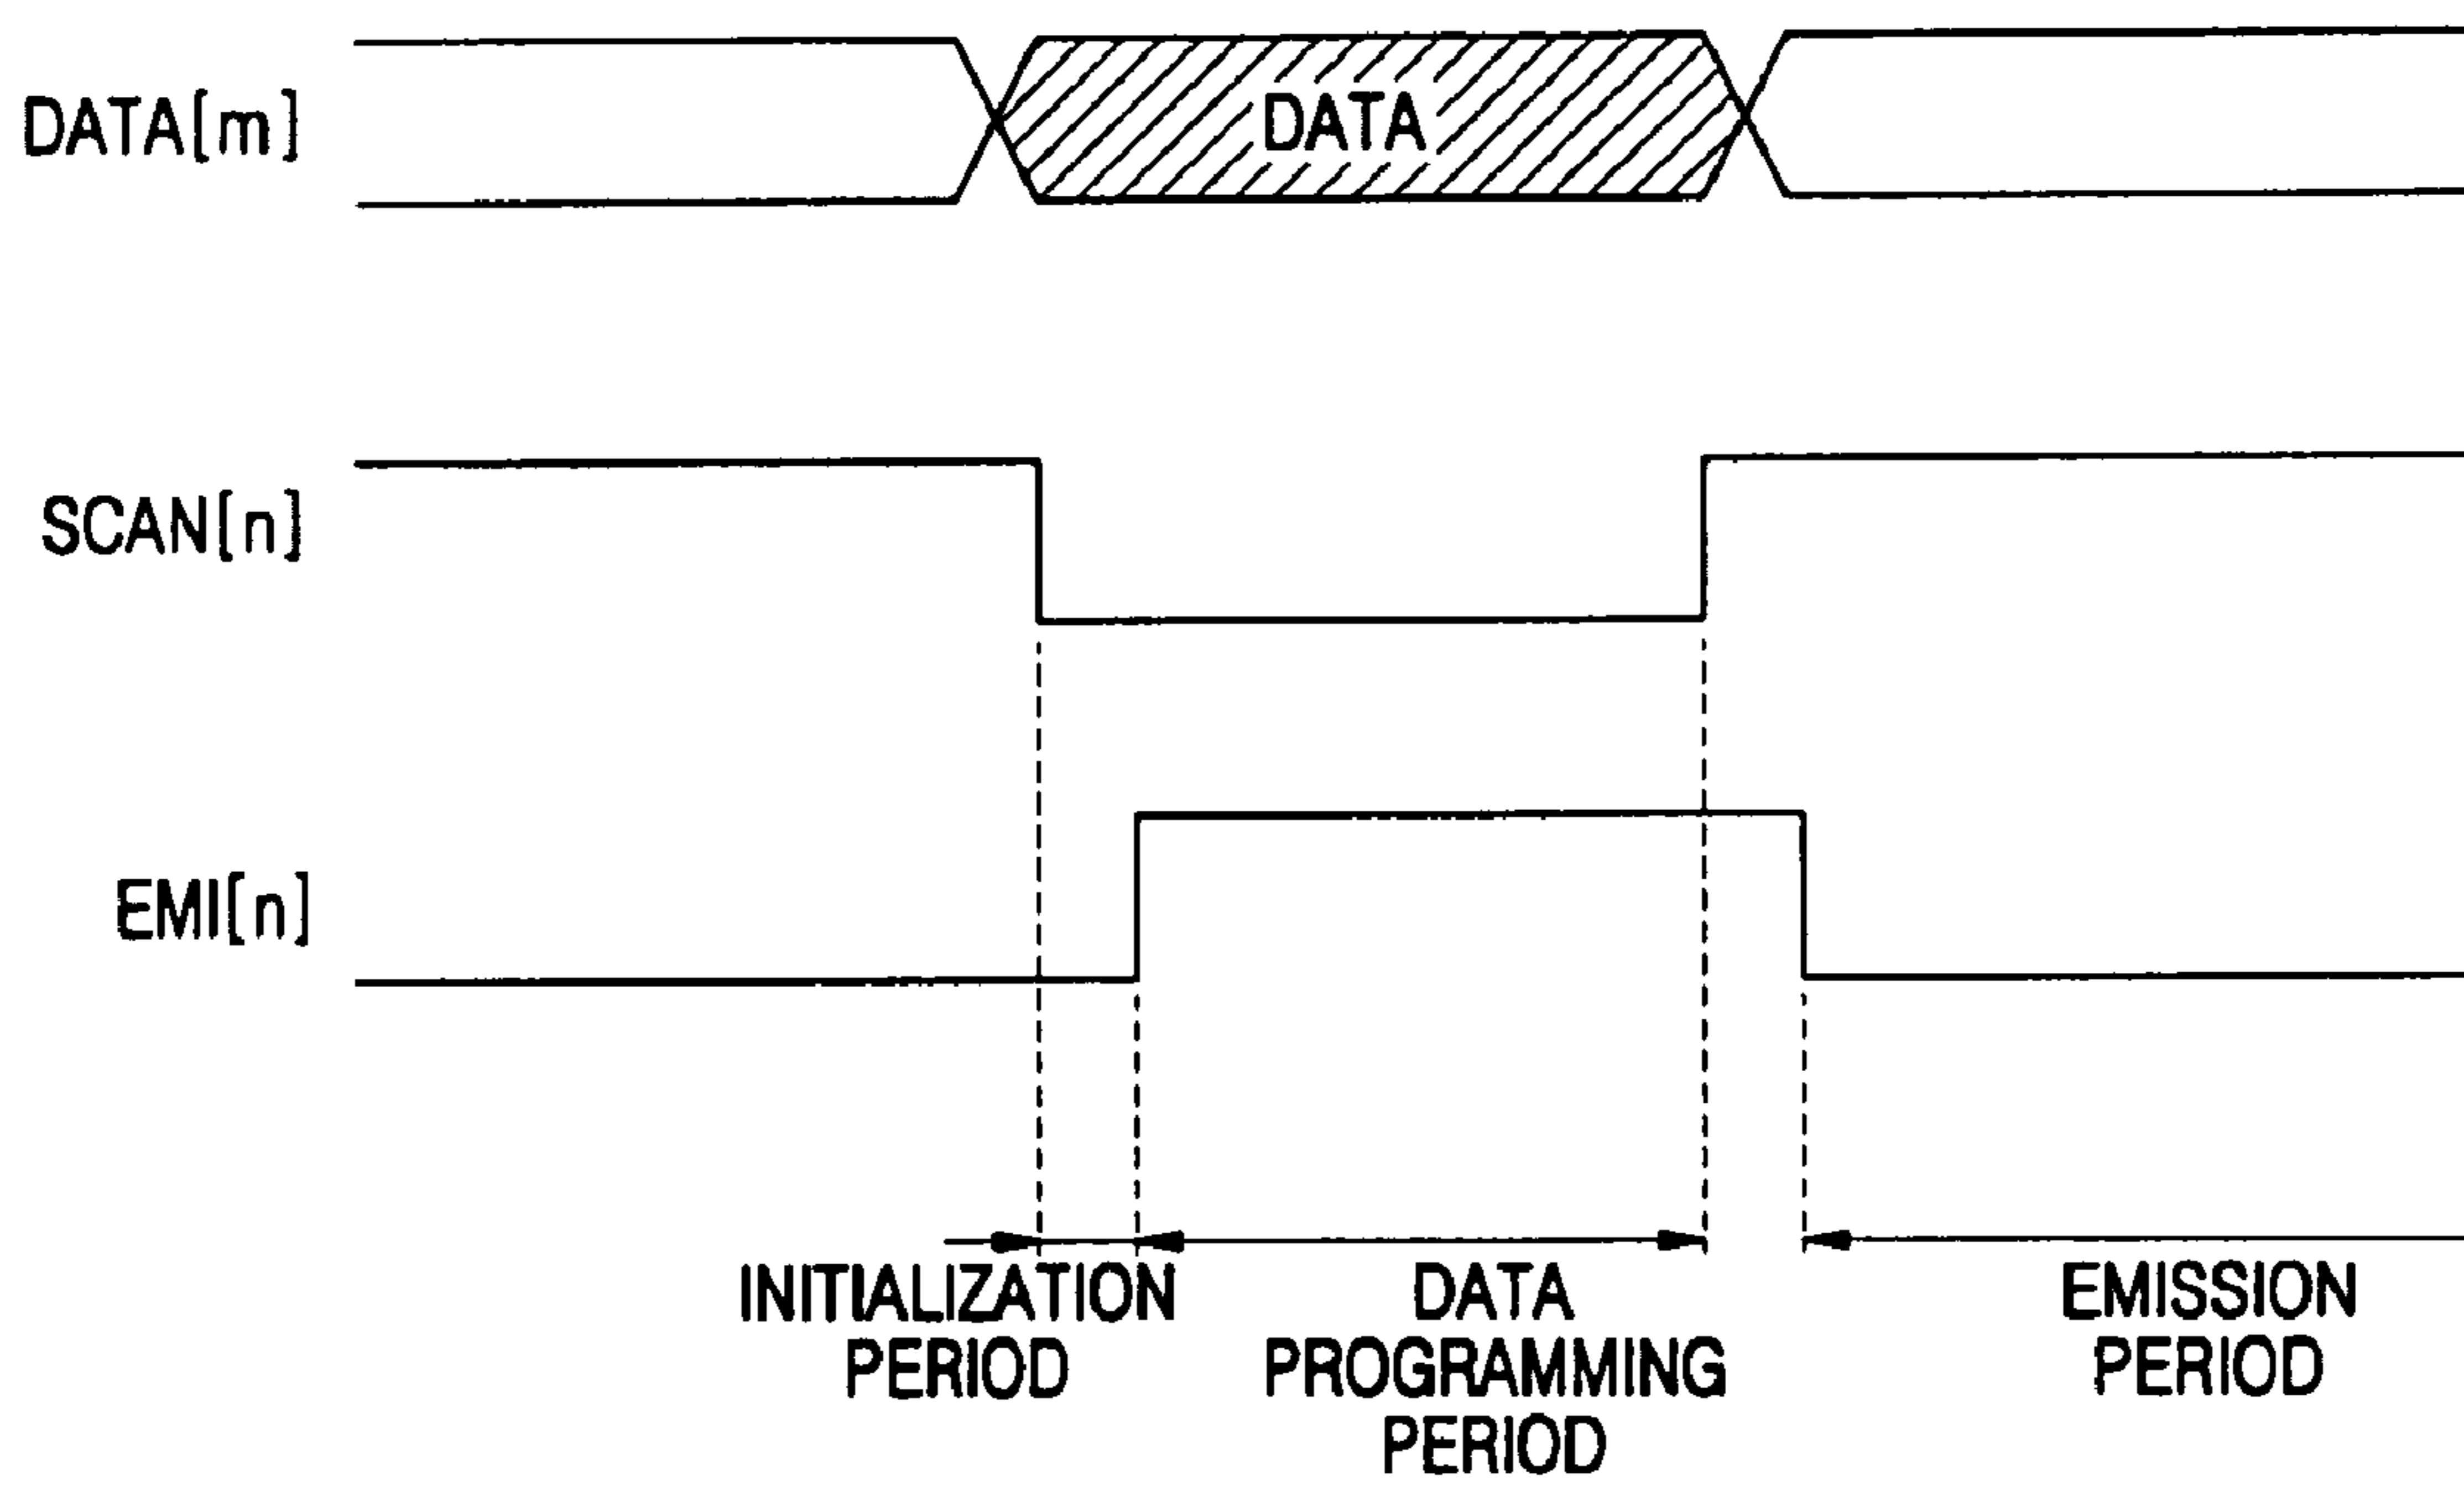 DATA[m]
DATA
SCAN[n]
EMI[n]
INITIALIZATION
PERIOD
DATA
PROGRAMMING
PERIOD
EMISSION
PERIOD